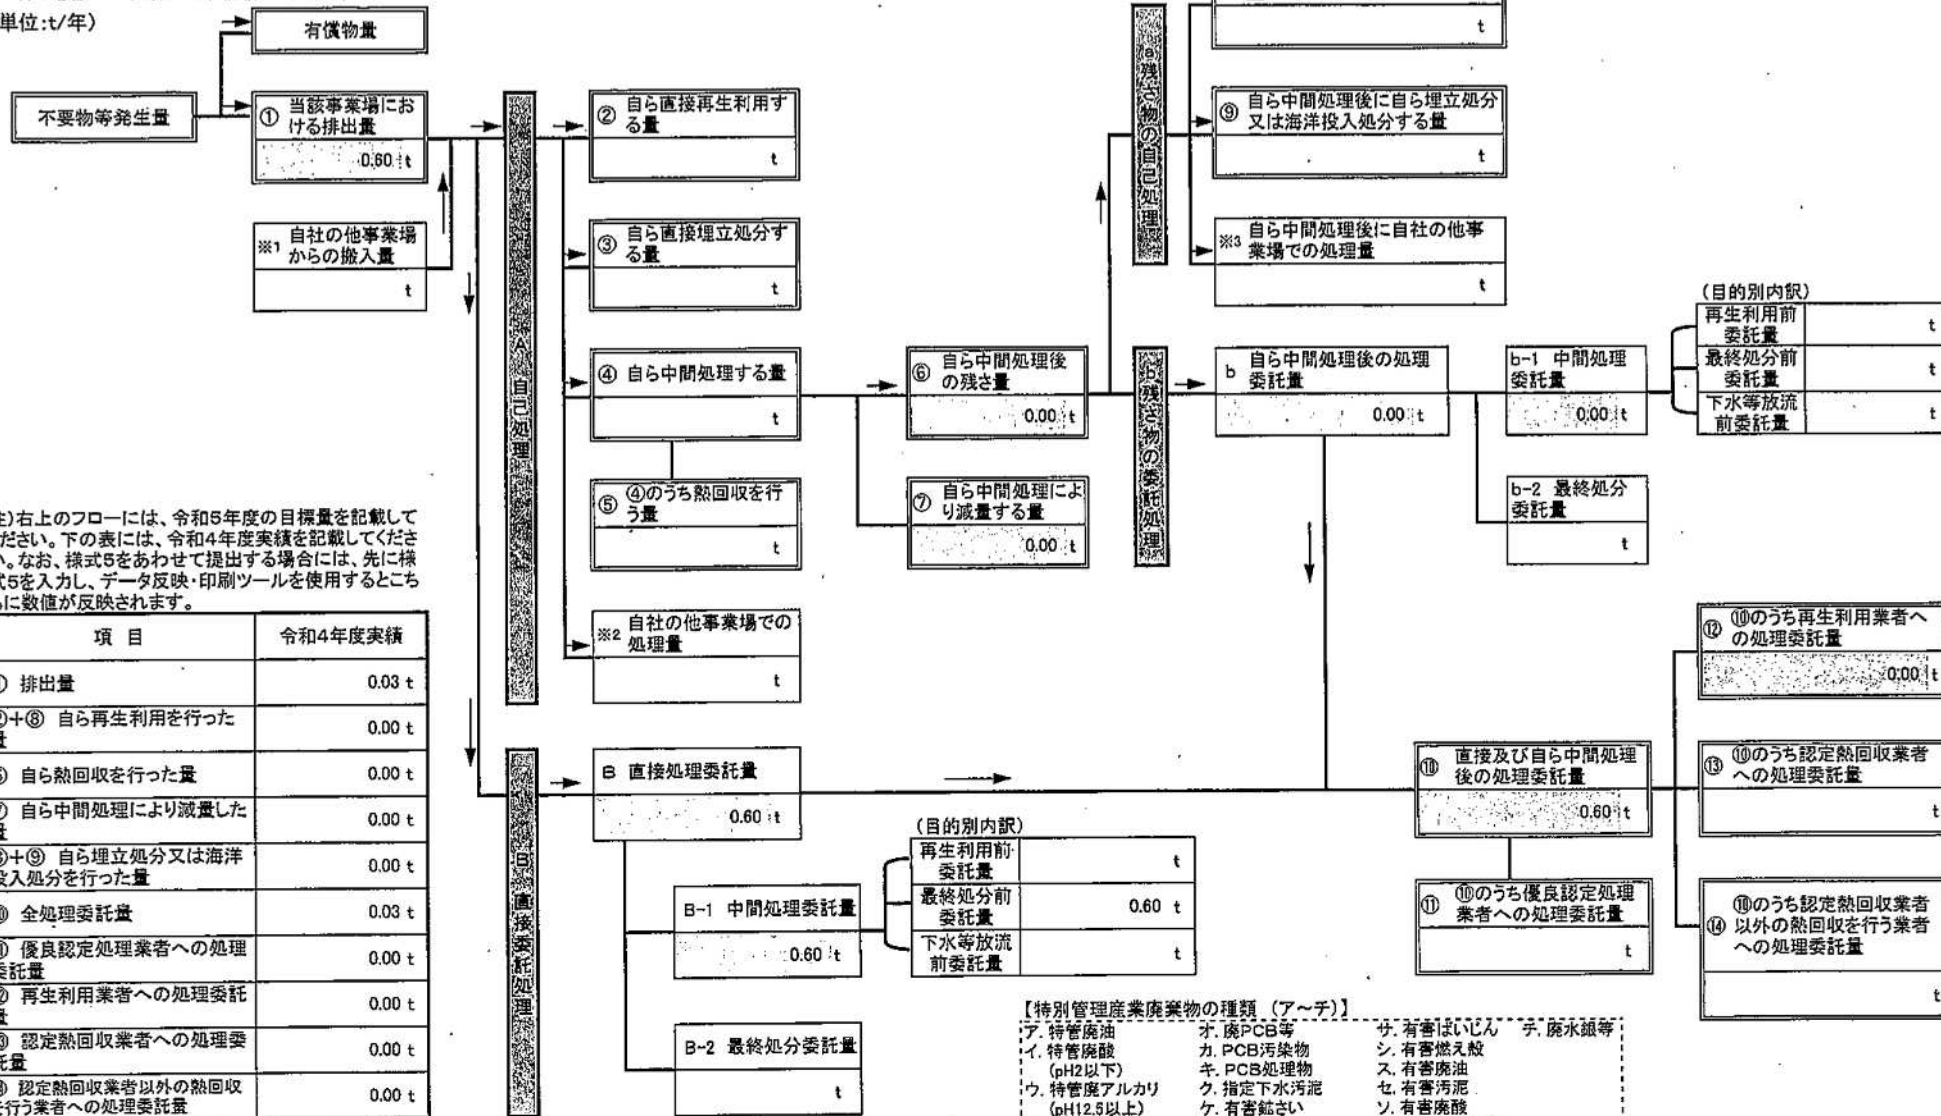 単位:t/年)
有償物量
不要物等発生量
① 当該事業場にお
ける排出量
0.60 t
※1 自社の他事業場
からの搬入量
t
A 自己処理
② 自ら直接再生利用す
る量
t
③ 自ら直接埋立処分す
る量
t
④ 自ら中間処理する量
t
⑤ ④のうち熱回収を行
う量
t
※2 自社の他事業場での
処理量
t
⑥ 自ら中間処理後
の残さ量
0.00 t
⑦ 自ら中間処理によ
り減量する量
0.00 t
a 残さ物の自己処理
t
⑨ 自ら中間処理後に自ら埋立処分
又は海洋投入処分する量
t
※3 自ら中間処理後に自社の他事
業場での処理量
t
b 残さ物の委託処理
b 自ら中間処理後の処理
委託量
0.00 t
b-1 中間処理
委託量
0.00 t
(目的別内訳)
再生利用前
委託量 t
最終処分前
委託量 t
下水等放流
前委託量 t
b-2 最終処分
委託量
t
注)右上のフローには、令和5年度の目標量を記載して
ください。下の表には、令和4年度実績を記載してくださ
い。なお、様式5をあわせて提出する場合には、先に様
式5を入力し、データ反映・印刷ツールを使用するとこち
らに数値が反映されます。
項 目 令和4年度実績
① 排出量 0.03 t
②+⑧ 自ら再生利用を行った
量 0.00 t
⑤ 自ら熱回収を行った量 0.00 t
⑦ 自ら中間処理により減量した
量 0.00 t
③+⑨ 自ら埋立処分又は海洋
投入処分を行った量 0.00 t
⑩ 全処理委託量 0.03 t
⑪ 優良認定処理業者への処理
委託量 0.00 t
⑫ 再生利用業者への処理委託
量 0.00 t
⑬ 認定熱回収業者への処理委
託量 0.00 t
⑭ 認定熱回収業者以外の熱回収
を行う業者への処理委託量 0.00 t
B 直接委託処理
B 直接処理委託量
0.60 t
B-1 中間処理委託量
0.60 t
(目的別内訳)
再生利用前
委託量 t
最終処分前
委託量 0.60 t
下水等放流
前委託量 t
B-2 最終処分委託量
t
⑩ 直接及び自ら中間処理
後の処理委託量
0.60 t
⑪ ⑩のうち優良認定処理
業者への処理委託量
t
⑫ ⑩のうち再生利用業者へ
の処理委託量
0.00 t
⑬ ⑩のうち認定熱回収業者
への処理委託量
t
⑭ ⑩のうち認定熱回収業者
以外の熱回収を行う業者
への処理委託量
t
【特別管理産業廃棄物の種類 (ア~チ)】
ア. 特管廃油 オ. 廃PCB等 サ. 有害ばいじん チ. 廃水銀等
イ. 特管廃酸 カ. PCB汚染物 シ. 有害燃え殻
(pH2以下) キ. PCB処理物 ス. 有害廃油
ウ. 特管廃アルカリ ク. 指定下水汚泥 セ. 有害汚泥
(pH12.5以上) ケ. 有害鉱さい ソ. 有害廃酸